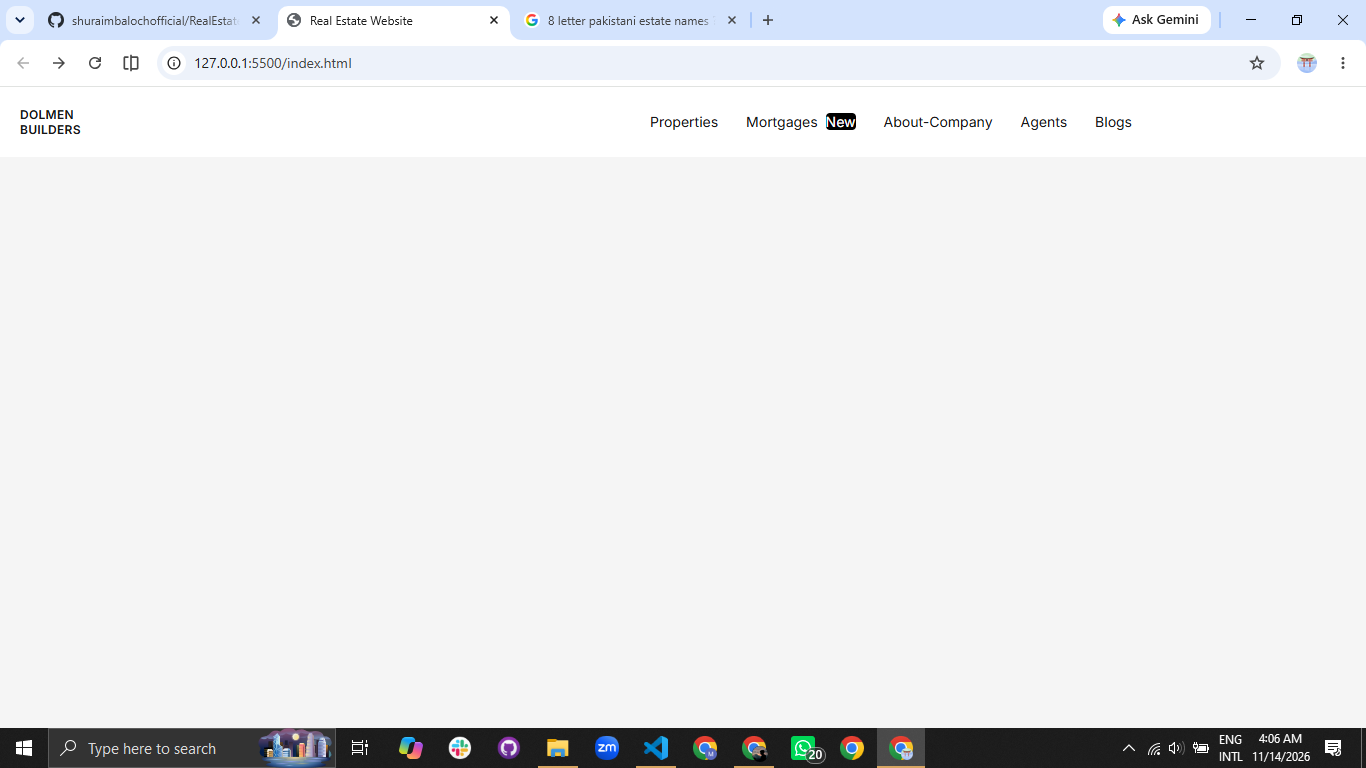 shuraimbalochofficial/RealEstat
Real Estate Website
8 letter pakistani estate names
Ask Gemini
127.0.0.1:5500/index.html
DOLMEN
BUILDERS
Properties
Mortgages New
About-Company
Agents
Blogs
Type here to search
zm
M
20
ENG
INTL
4:06 AM
11/14/2026